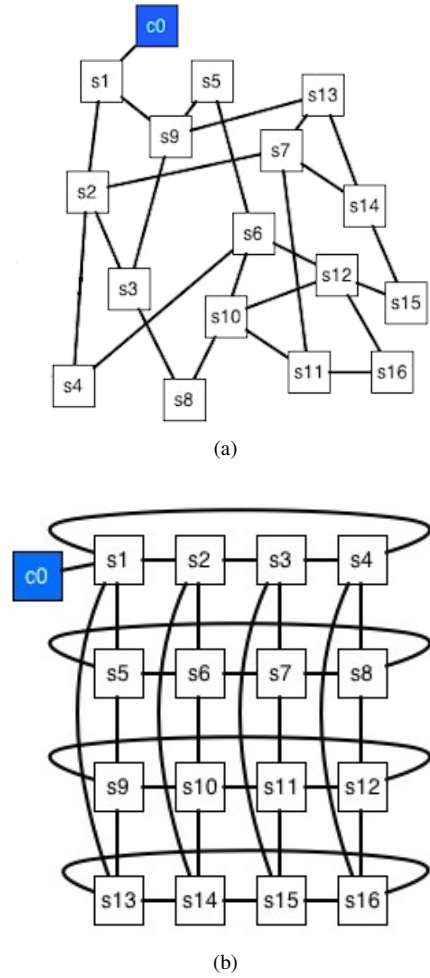 c0
s1 s5 s13
s9 s7
s2 s14
s6
s3 s12
s10 s15
s4 s8 s11 s16
(a)
c0 s1 s2 s3 s4
s5 s6 s7 s8
s9 s10 s11 s12
s13 s14 s15 s16
(b)